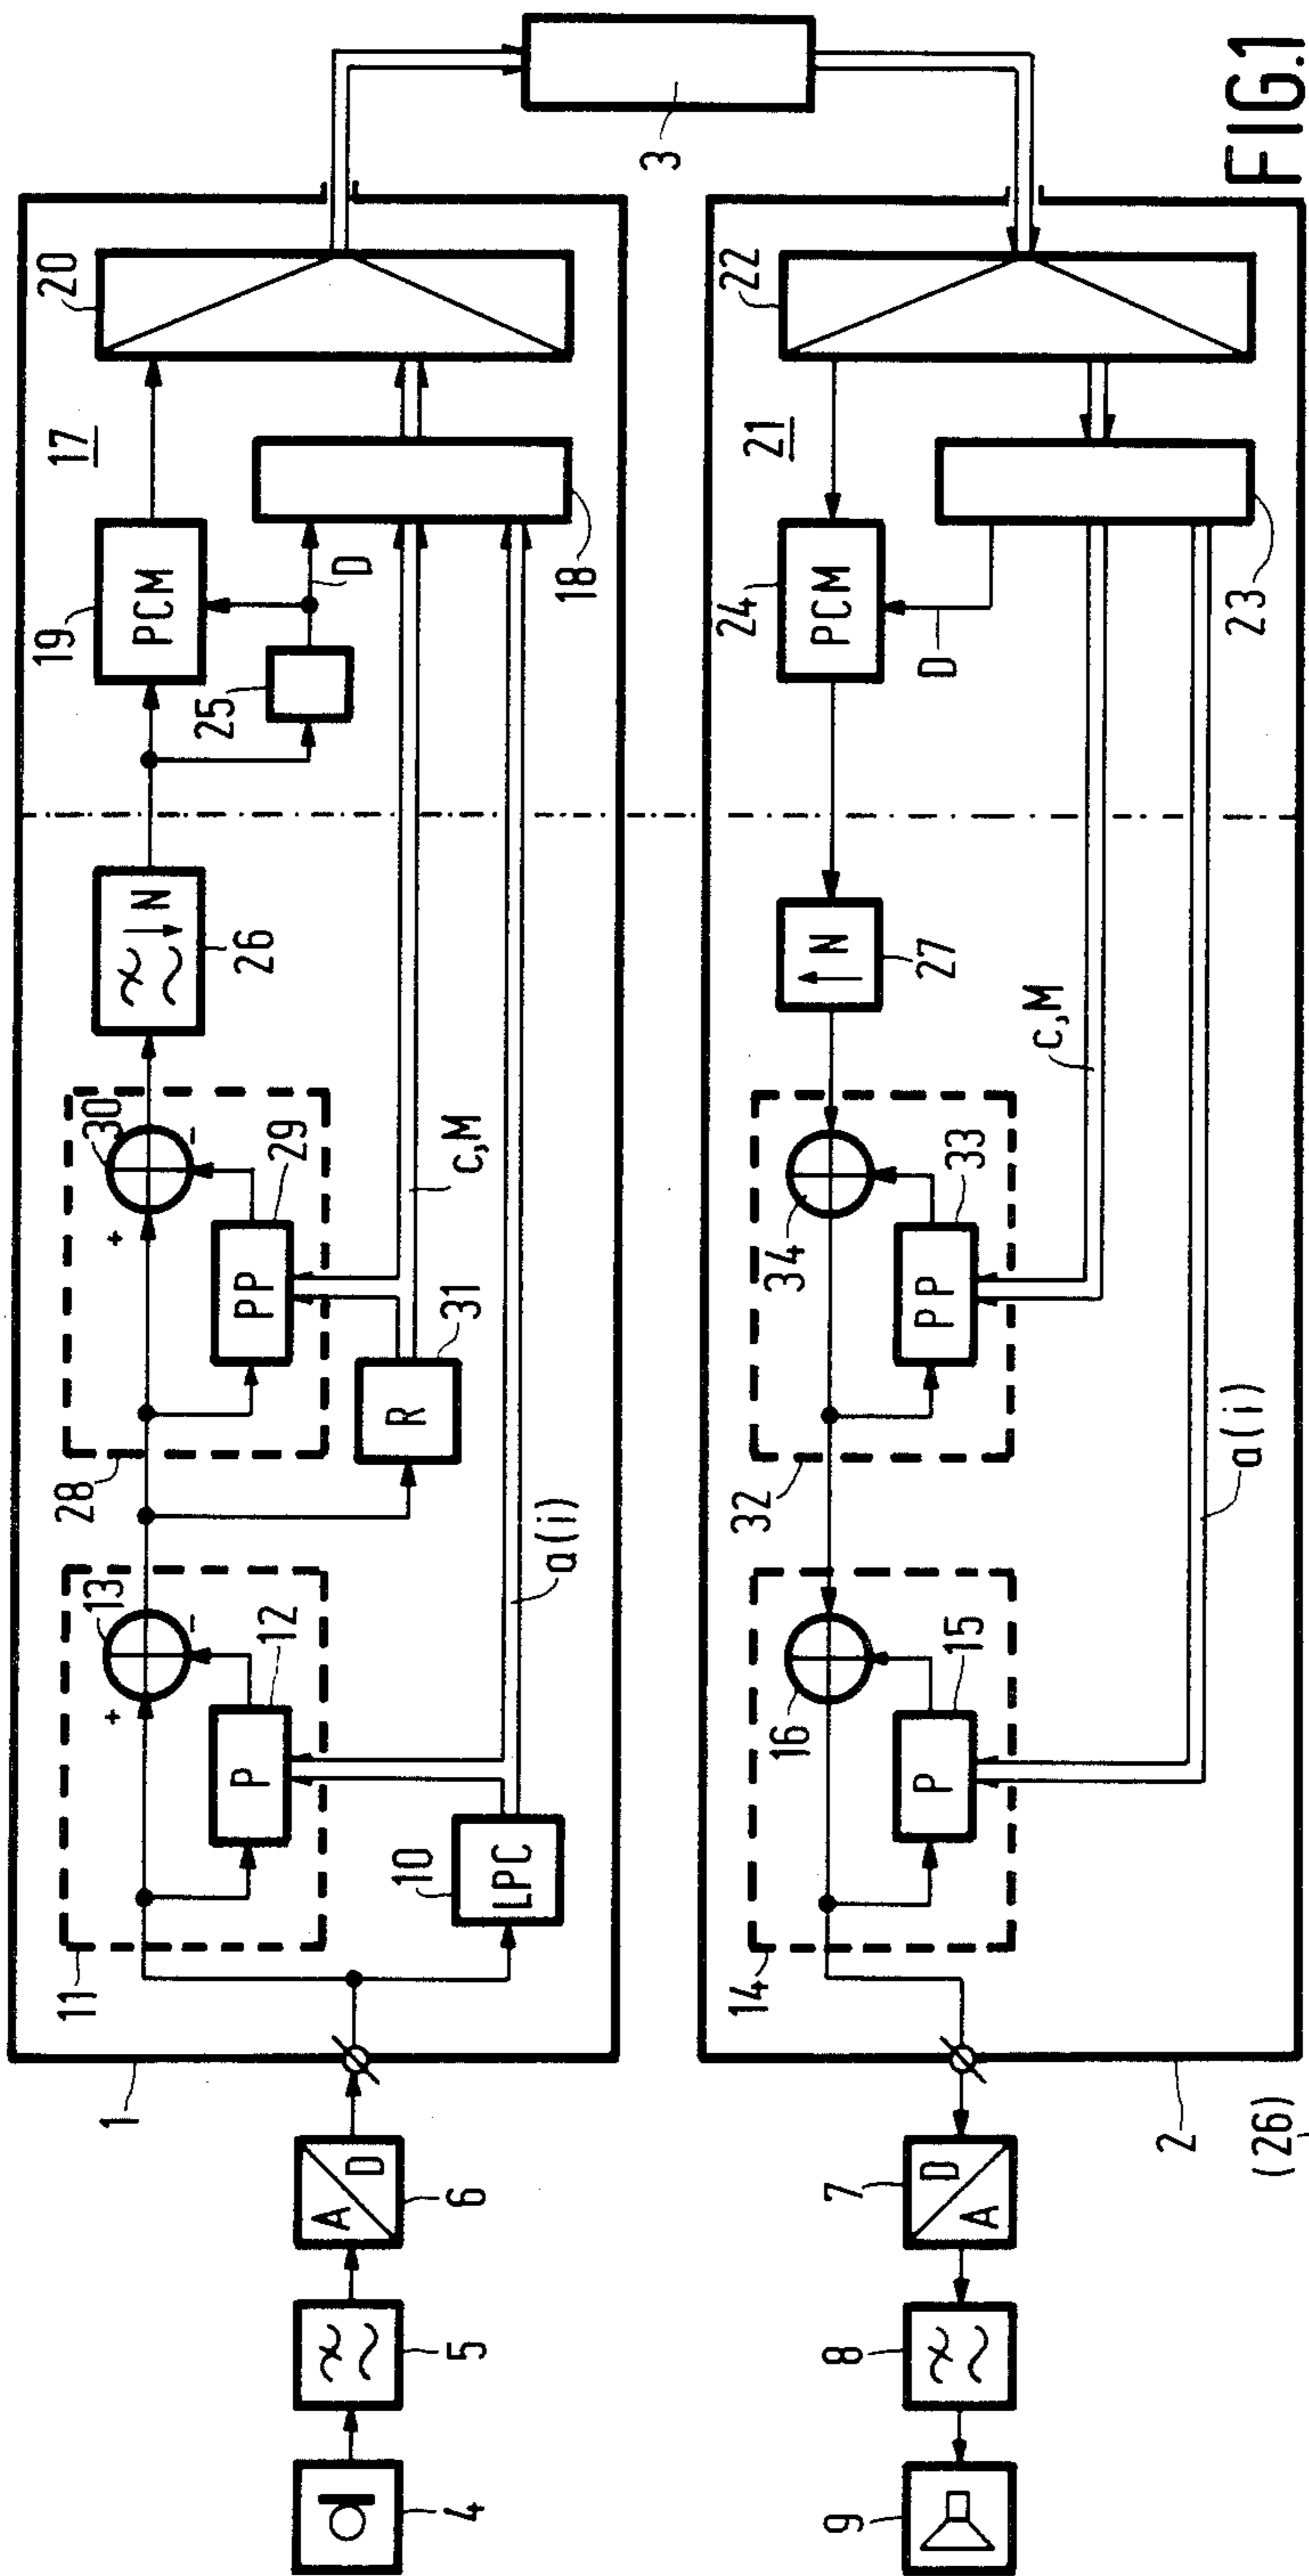 FIG.1
1
11
13
+
-
12
P
10
LPC
a(i)
28
30
+
-
29
PP
31
R
C,M
26
N
19
PCM
17
25
D
18
20
3
4
5
6
A
D
2
(26)
14
16
15
P
a(i)
32
34
33
PP
C,M
27
N
24
PCM
21
D
23
22
7
D
A
8
9